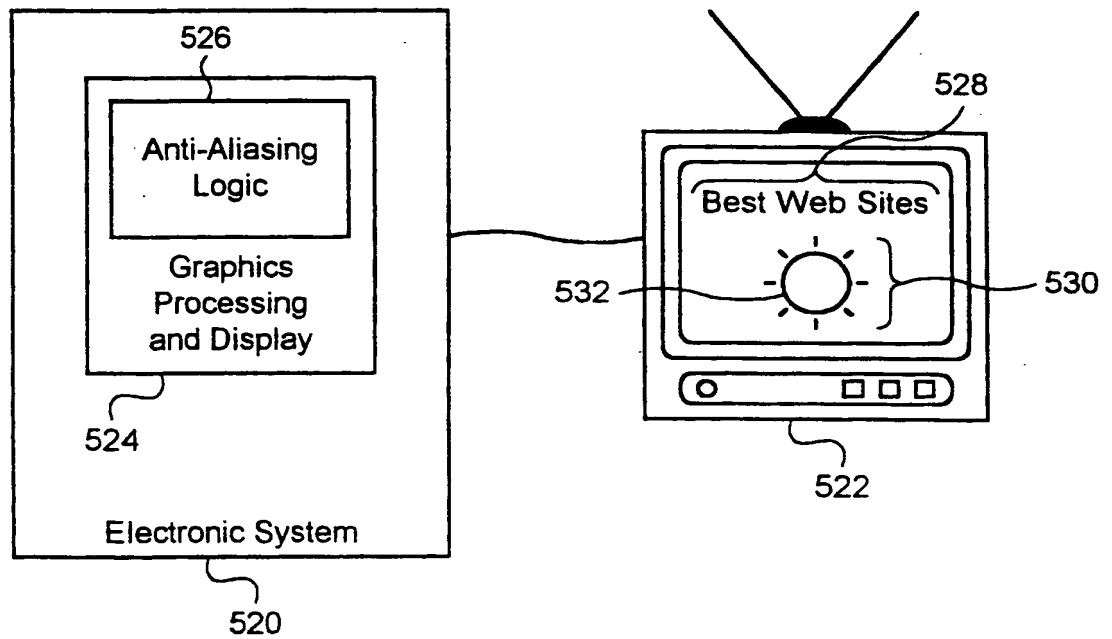 526
Anti-Aliasing
Logic
Graphics
Processing
and Display
524
Electronic System
520
528
Best Web Sites
532
530
522